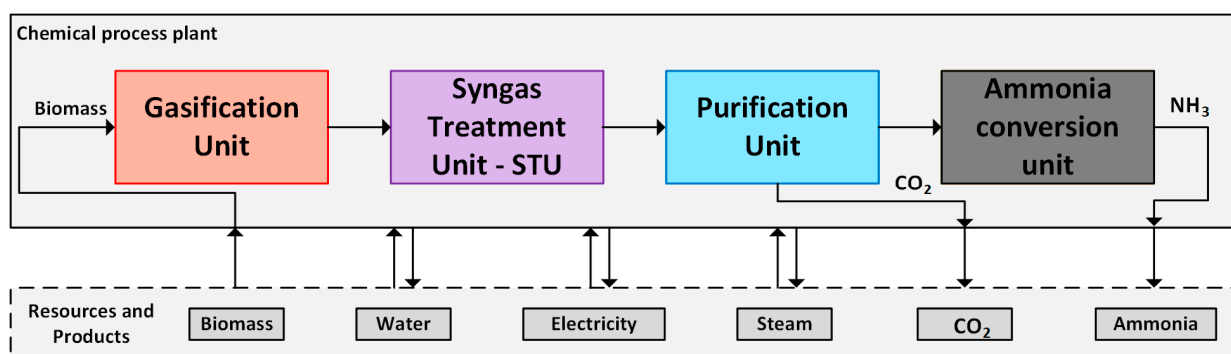 Chemical process plant
Biomass
Gasification
Unit
Syngas
Treatment
Unit - STU
Purification
Unit
Ammonia
conversion
unit
NH₃
CO₂
Resources and
Products
Biomass
Water
Electricity
Steam
CO₂
Ammonia